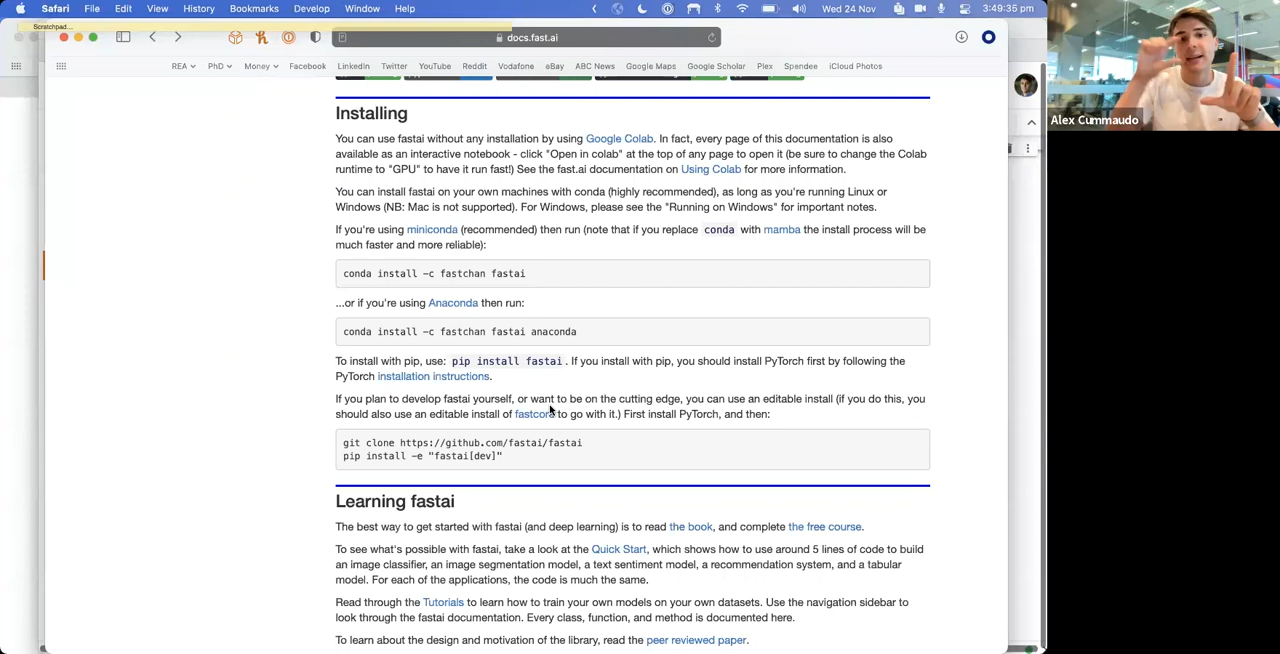 File Edit View History Bookmarks Develop Window Help
Wed 24 Nov 3:49:35 pm
Scratchpad...
docs.fast.ai
REA PhD Money Facebook LinkedIn Twitter YouTube Reddit Vodafone eBay ABC News Google Maps Google Scholar Plex Spendee iCloud Photos
Alex Cummaudo
Installing
You can use fastai without any installation by using Google Colab. In fact, every page of this documentation is also
available as an interactive notebook - click "Open in colab" at the top of any page to open it (be sure to change the Colab
runtime to "GPU" to have it run fast!) See the fast.ai documentation on Using Colab for more information.
You can install fastai on your own machines with conda (highly recommended), as long as you're running Linux or
Windows (NB: Mac is not supported). For Windows, please see the "Running on Windows" for important notes.
If you're using miniconda (recommended) then run (note that if you replace conda with mamba the install process will be
much faster and more reliable):
conda install -c fastchan fastai
...or if you're using Anaconda then run:
conda install -c fastchan fastai anaconda
To install with pip, use: pip install fastai. If you install with pip, you should install PyTorch first by following the
PyTorch installation instructions.
If you plan to develop fastai yourself, or want to be on the cutting edge, you can use an editable install (if you do this, you
should also use an editable install of fastcore to go with it.) First install PyTorch, and then:
git clone https://github.com/fastai/fastai
pip install -e "fastai[dev]"
Learning fastai
The best way to get started with fastai (and deep learning) is to read the book, and complete the free course.
To see what's possible with fastai, take a look at the Quick Start, which shows how to use around 5 lines of code to build
an image classifier, an image segmentation model, a text sentiment model, a recommendation system, and a tabular
model. For each of the applications, the code is much the same.
Read through the Tutorials to learn how to train your own models on your own datasets. Use the navigation sidebar to
look through the fastai documentation. Every class, function, and method is documented here.
To learn about the design and motivation of the library, read the peer reviewed paper.